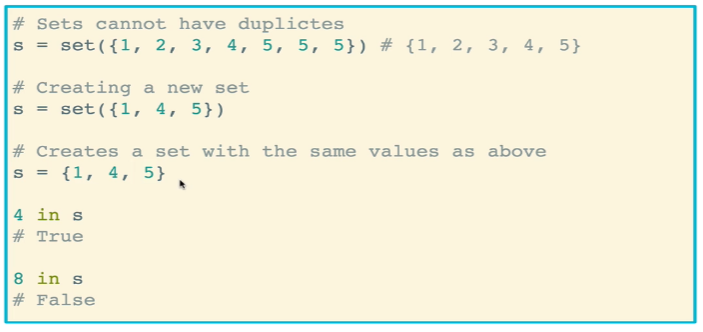 # Sets cannot have duplictes
s = set({1, 2, 3, 4, 5, 5, 5}) # {1, 2, 3, 4, 5}
# Creating a new set
s = set({1, 4, 5})
# Creates a set with the same values as above
s = {1, 4, 5}
4 in s
# True
8 in s
# False